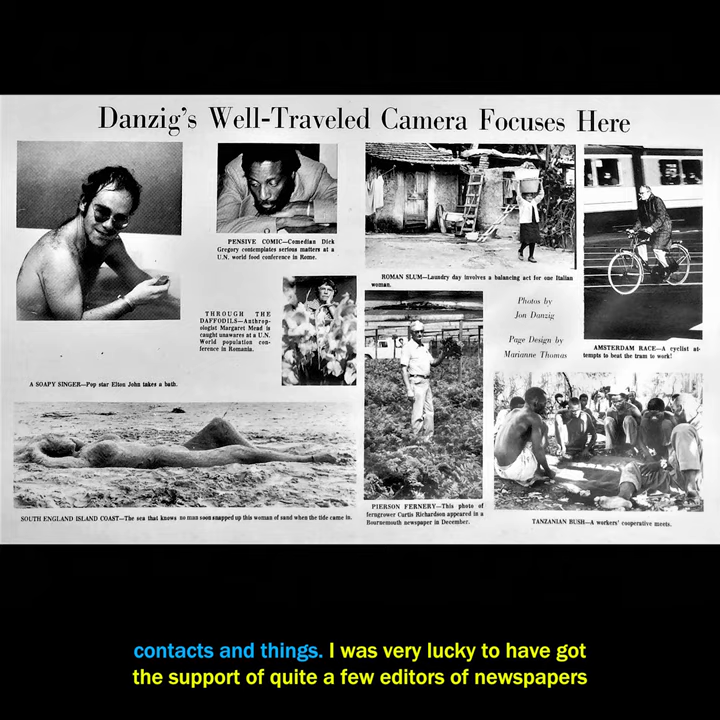 Danzig's Well-Traveled Camera Focuses Here
PENSIVE COMIC—Comedian Dick
Gregory contemplates serious matters at a
U.N. world food conference in Rome.
THROUGH THE
DAFFODILS—Anthrop-
ologist Margaret Mead is
caught unawares at a U.N.
World population con-
ference in Romania.
A SOAPY SINGER—Pop star Elton John takes a bath.
ROMAN SLUM—Laundry day involves a balancing act for one Italian
woman.
Photos by
Jon Danzig
Page Design by
Marianne Thomas
AMSTERDAM RACE—A cyclist at-
tempts to beat the tram to work!
SOUTH ENGLAND ISLAND COAST—The sea that knows no man soon snapped up this woman of sand when the tide came in.
PIERSON FERNERY—This photo of
ferngrower Curtis Richardson appeared in a
Bournemouth newspaper in December.
TANZANIAN BUSH—A workers' cooperative meets.
contacts and things. I was very lucky to have got
the support of quite a few editors of newspapers